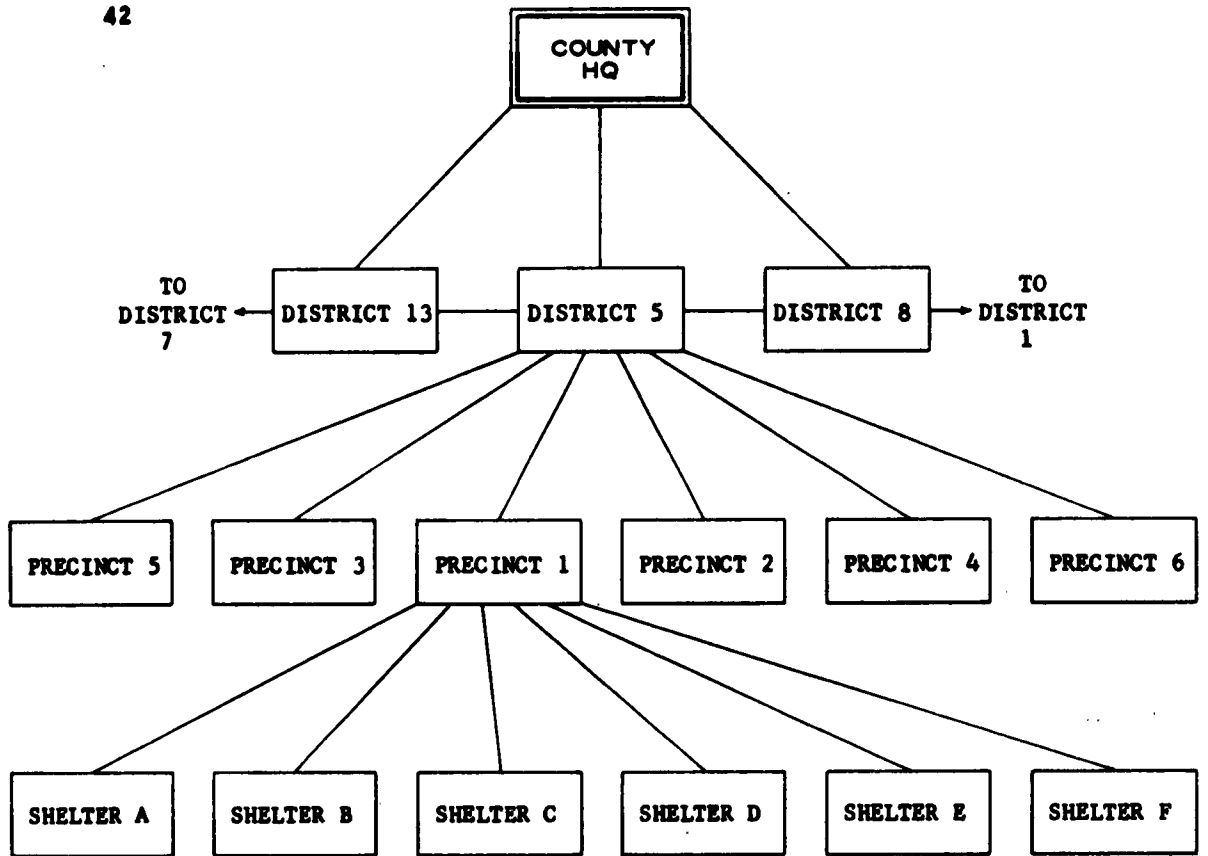 42
COUNTY
HQ
TO
DISTRICT
7
DISTRICT 13
DISTRICT 5
DISTRICT 8
TO
DISTRICT
1
PRECINCT 5
PRECINCT 3
PRECINCT 1
PRECINCT 2
PRECINCT 4
PRECINCT 6
SHELTER A
SHELTER B
SHELTER C
SHELTER D
SHELTER E
SHELTER F